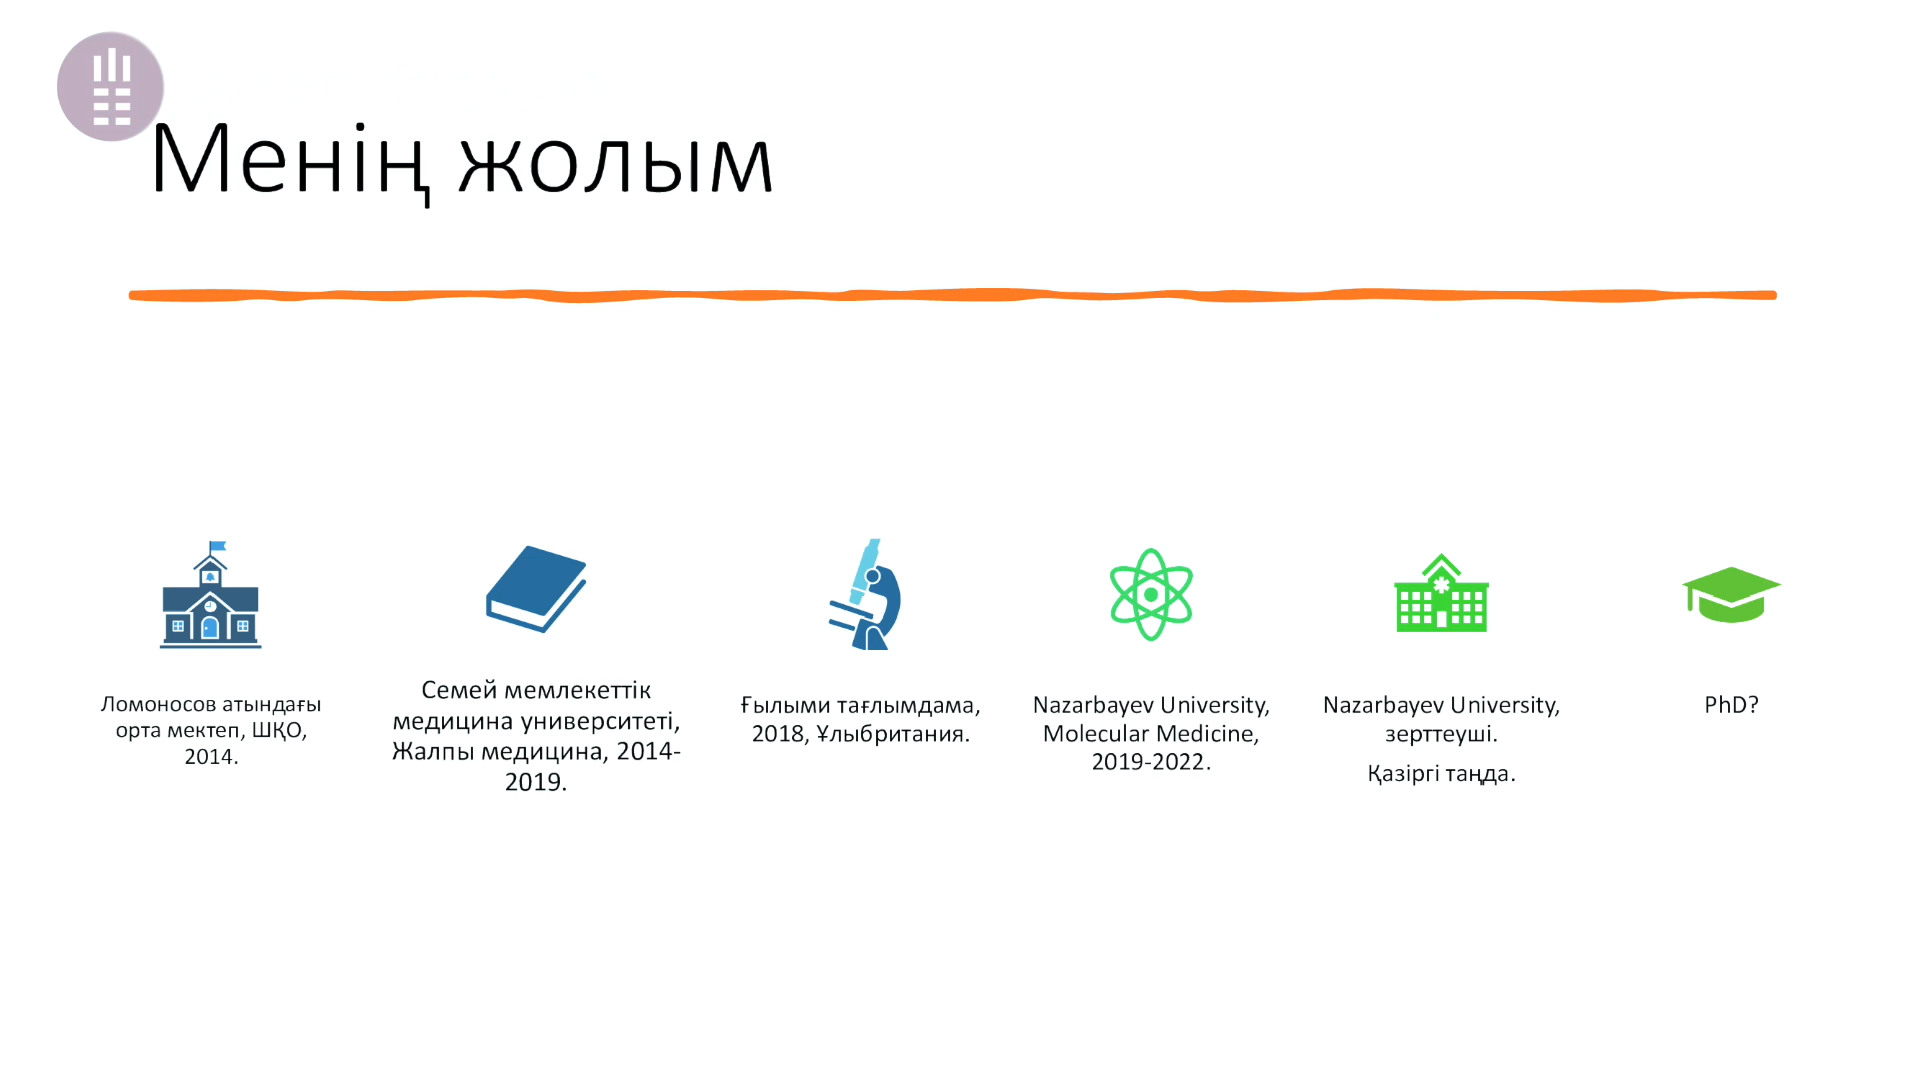 Менің жолым
Ломоносов атындағы
орта мектеп, ШҚО,
2014.
Семей мемлекеттік
медицина университеті,
Жалпы медицина, 2014-
2019.
Ғылыми тағлымдама,
2018, Ұлыбритания.
Nazarbayev University,
Molecular Medicine,
2019-2022.
Nazarbayev University,
зерттеуші.
Қазіргі таңда.
PhD?